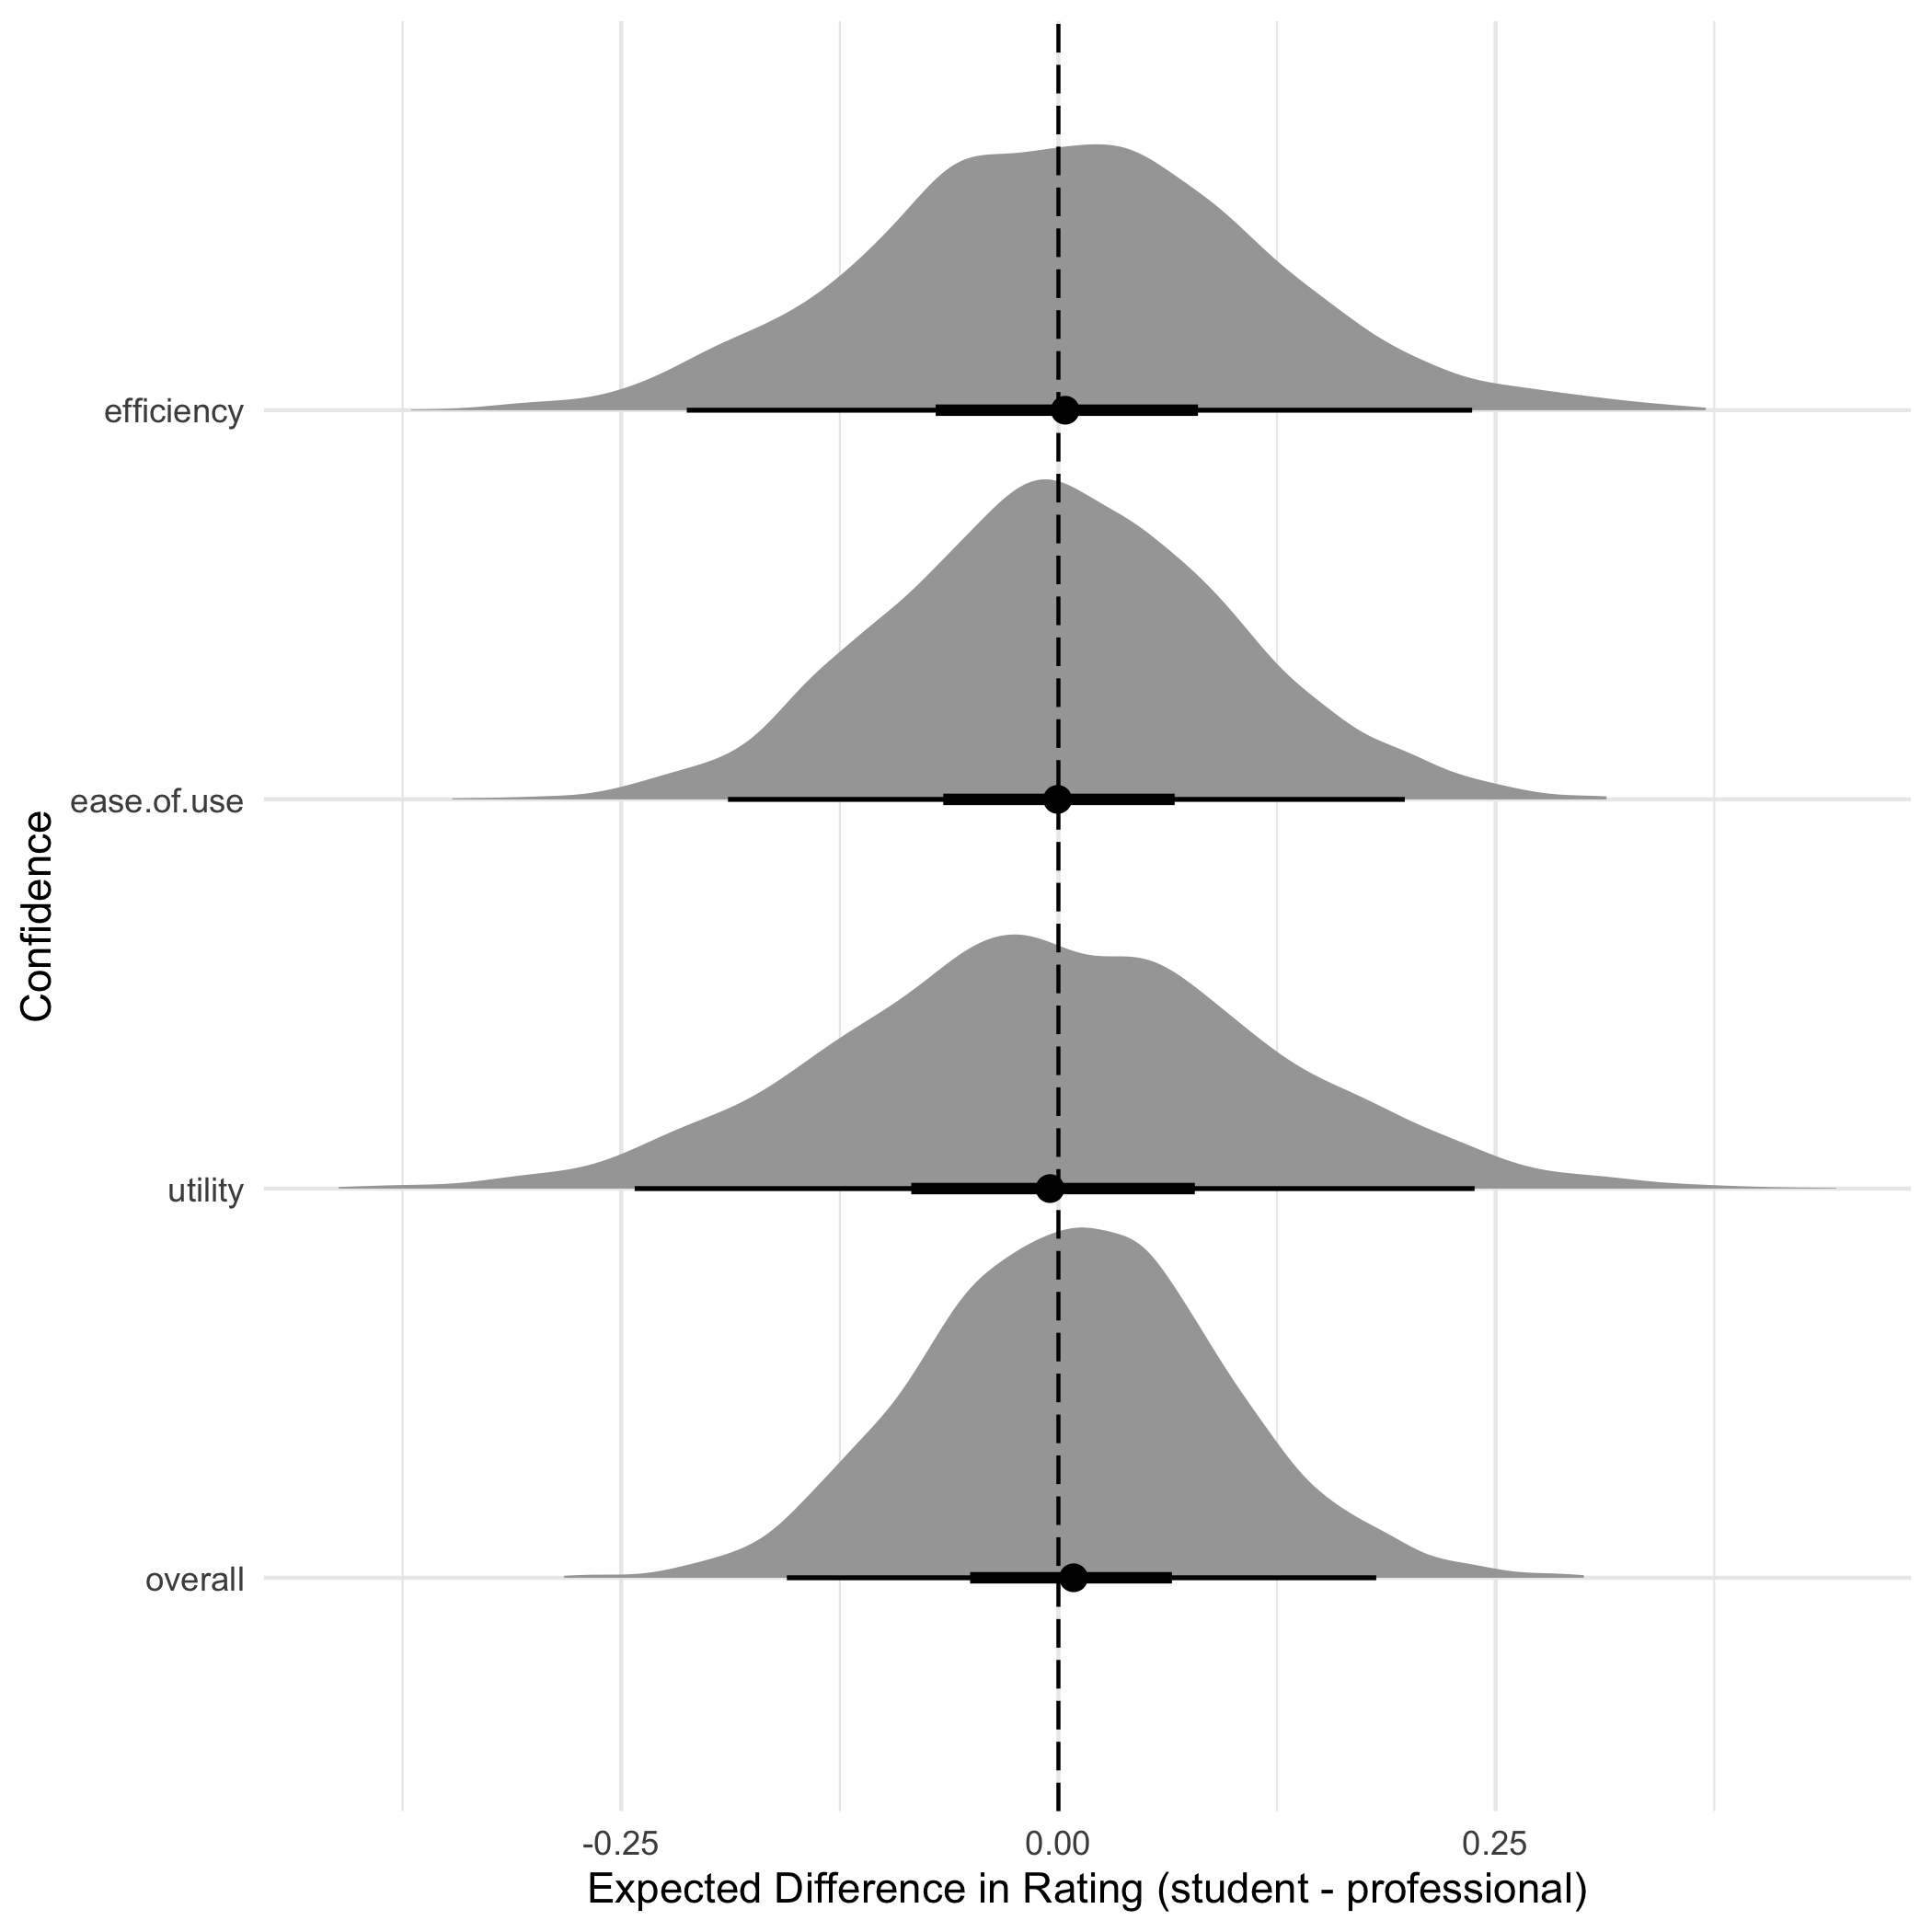 efficiency
ease.of.use
utility
overall
Confidence
-0.25 0.00 0.25
Expected Difference in Rating (student - professional)